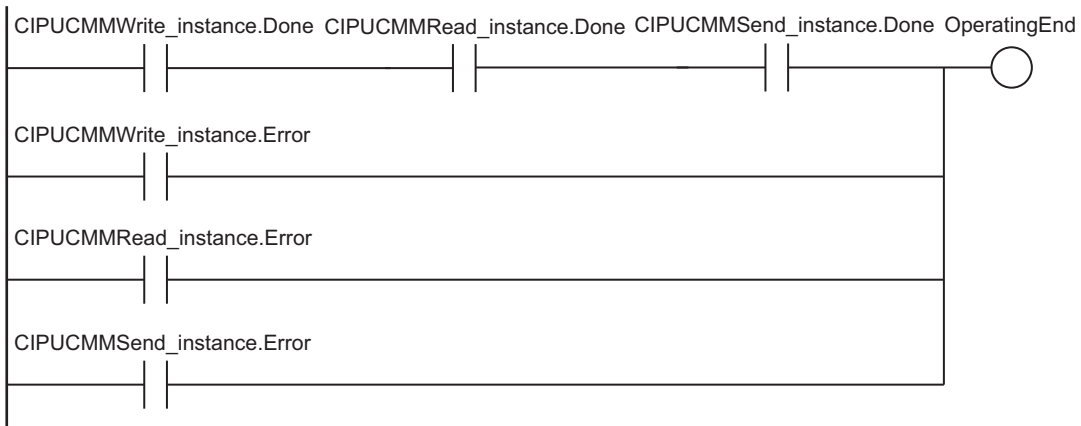 CIPUCMMWrite_instance.Done CIPUCMMRead_instance.Done CIPUCMMSend_instance.Done OperatingEnd
CIPUCMMWrite_instance.Error
CIPUCMMRead_instance.Error
CIPUCMMSend_instance.Error